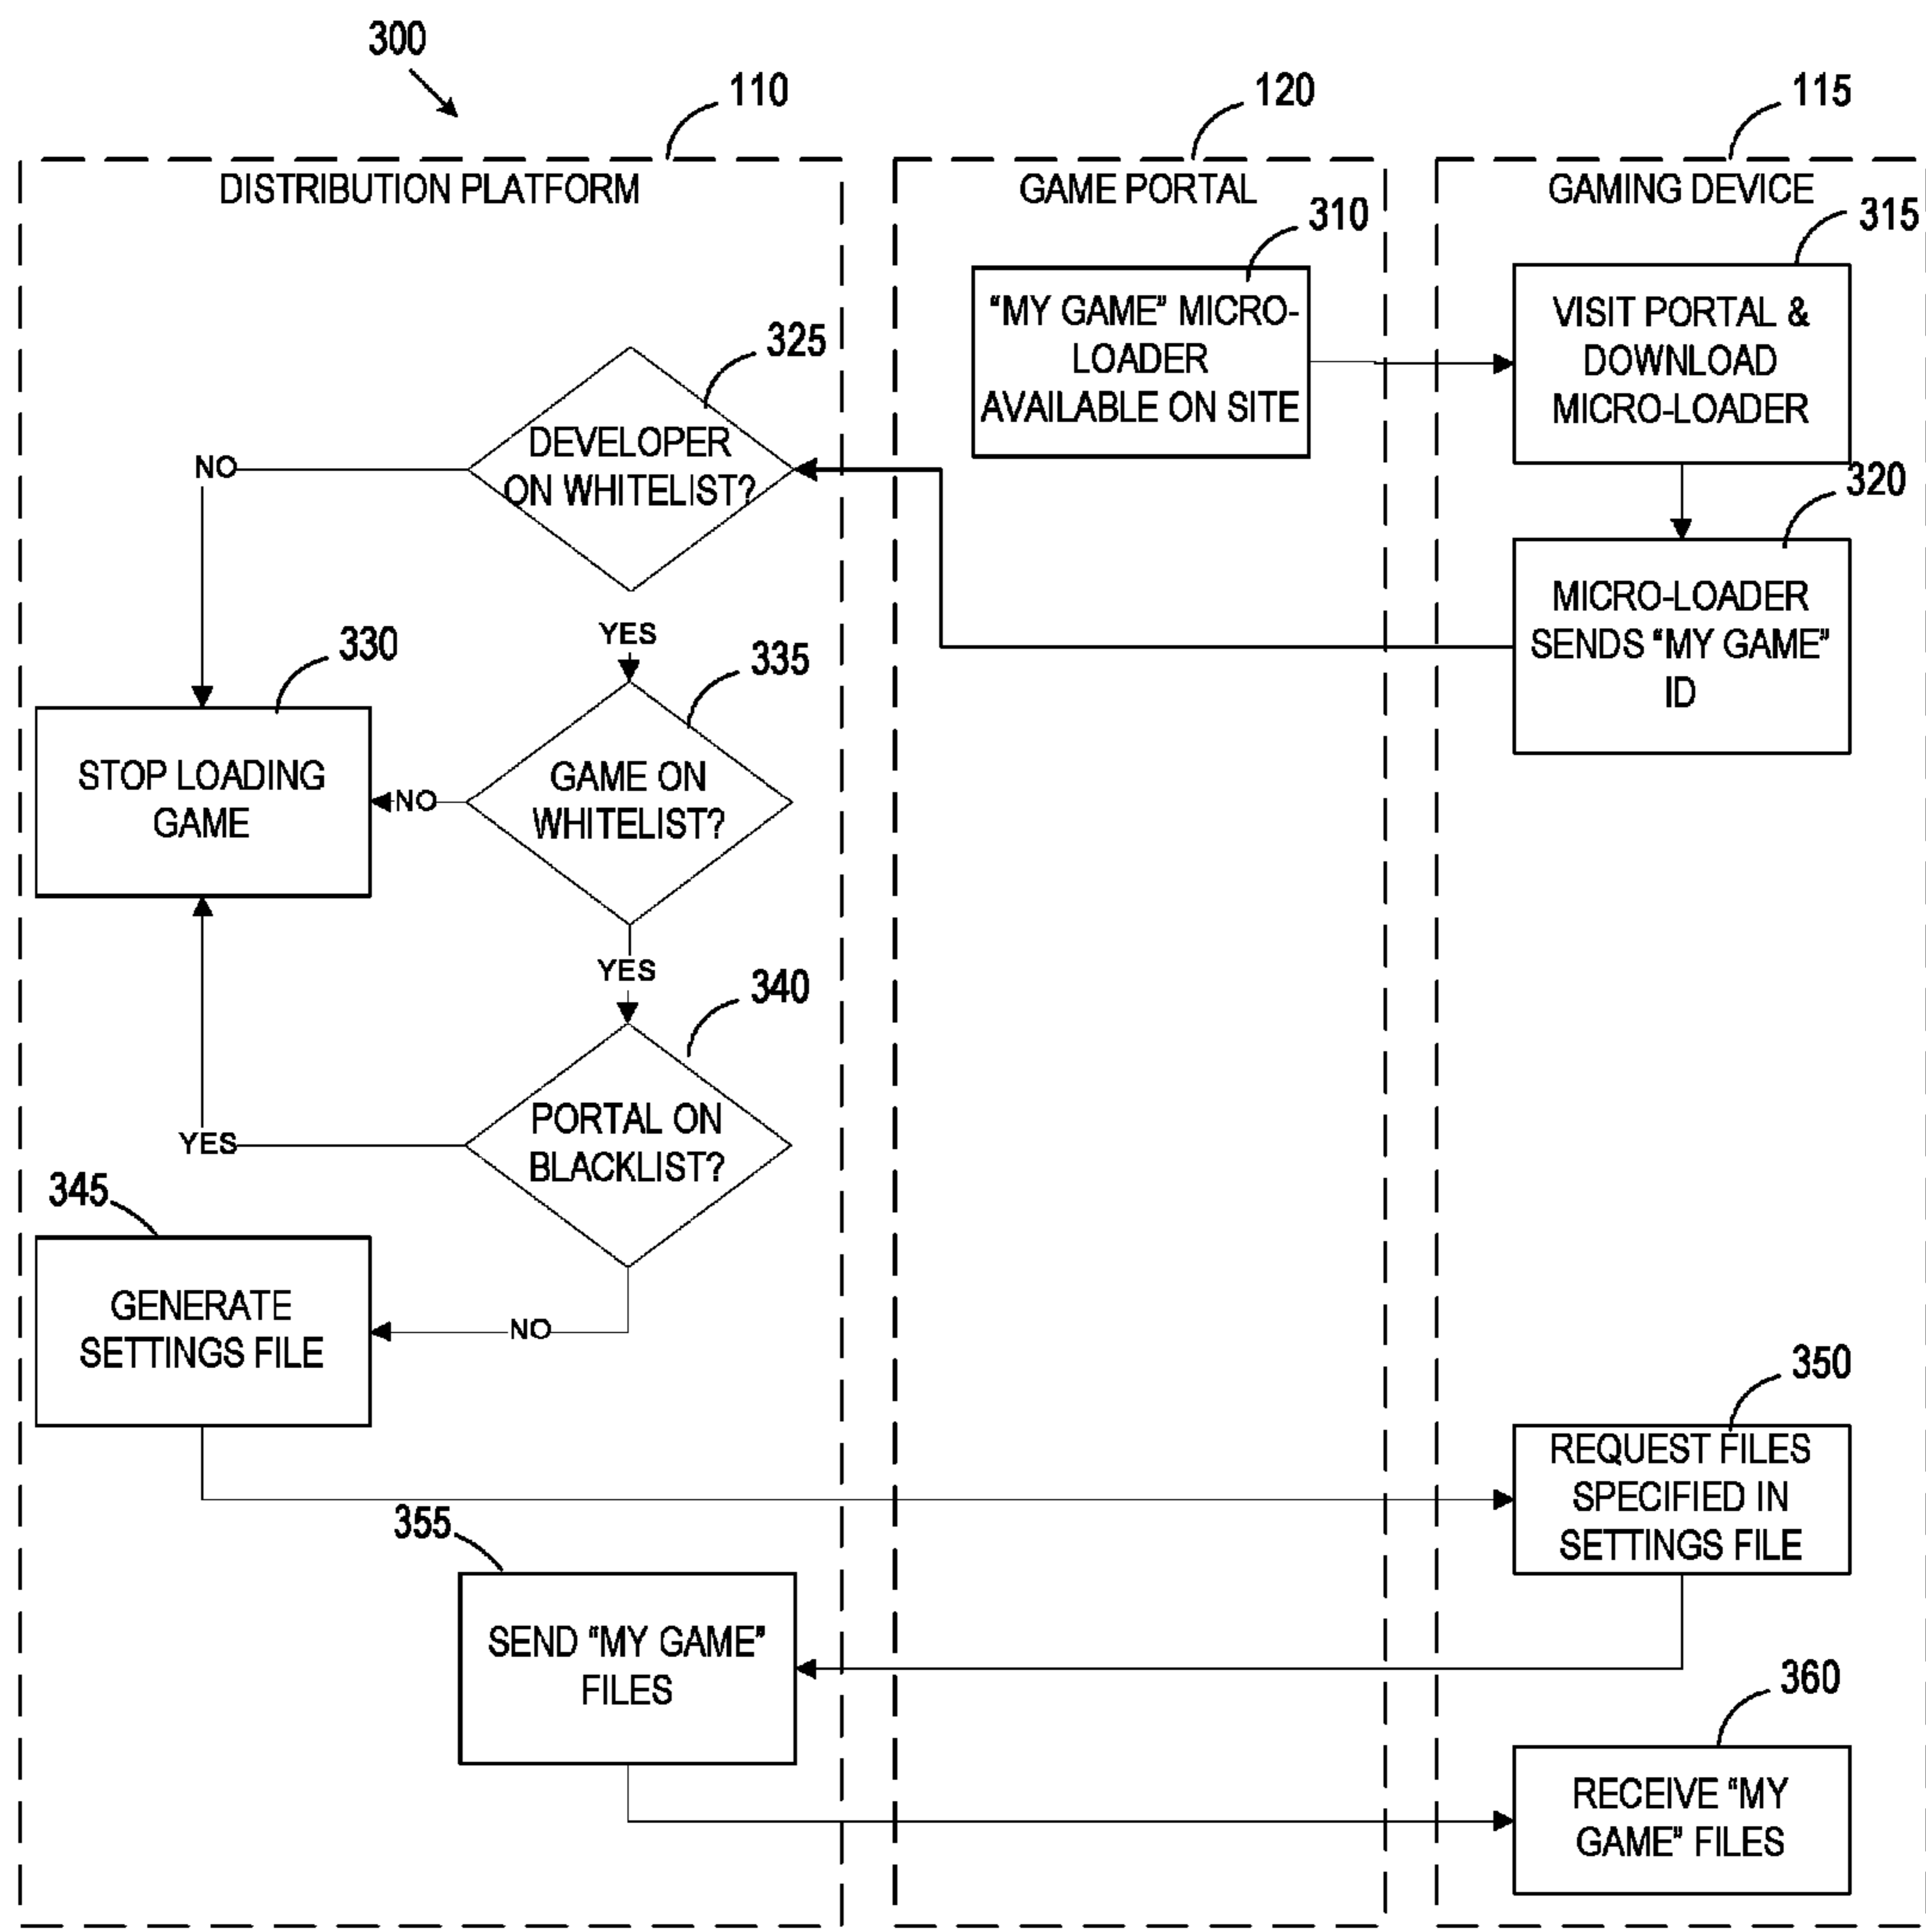 300
110
120
115
DISTRIBUTION PLATFORM
GAME PORTAL
GAMING DEVICE
310
315
“MY GAME” MICRO-
LOADER
AVAILABLE ON SITE
VISIT PORTAL &
DOWNLOAD
MICRO-LOADER
325
DEVELOPER
ON WHITELIST?
NO
320
MICRO-LOADER
SENDS “MY GAME”
ID
YES
330
335
STOP LOADING
GAME
NO
GAME ON
WHITELIST?
YES
340
PORTAL ON
BLACKLIST?
YES
345
GENERATE
SETTINGS FILE
NO
350
REQUEST FILES
SPECIFIED IN
SETTINGS FILE
355
SEND “MY GAME”
FILES
360
RECEIVE “MY
GAME” FILES